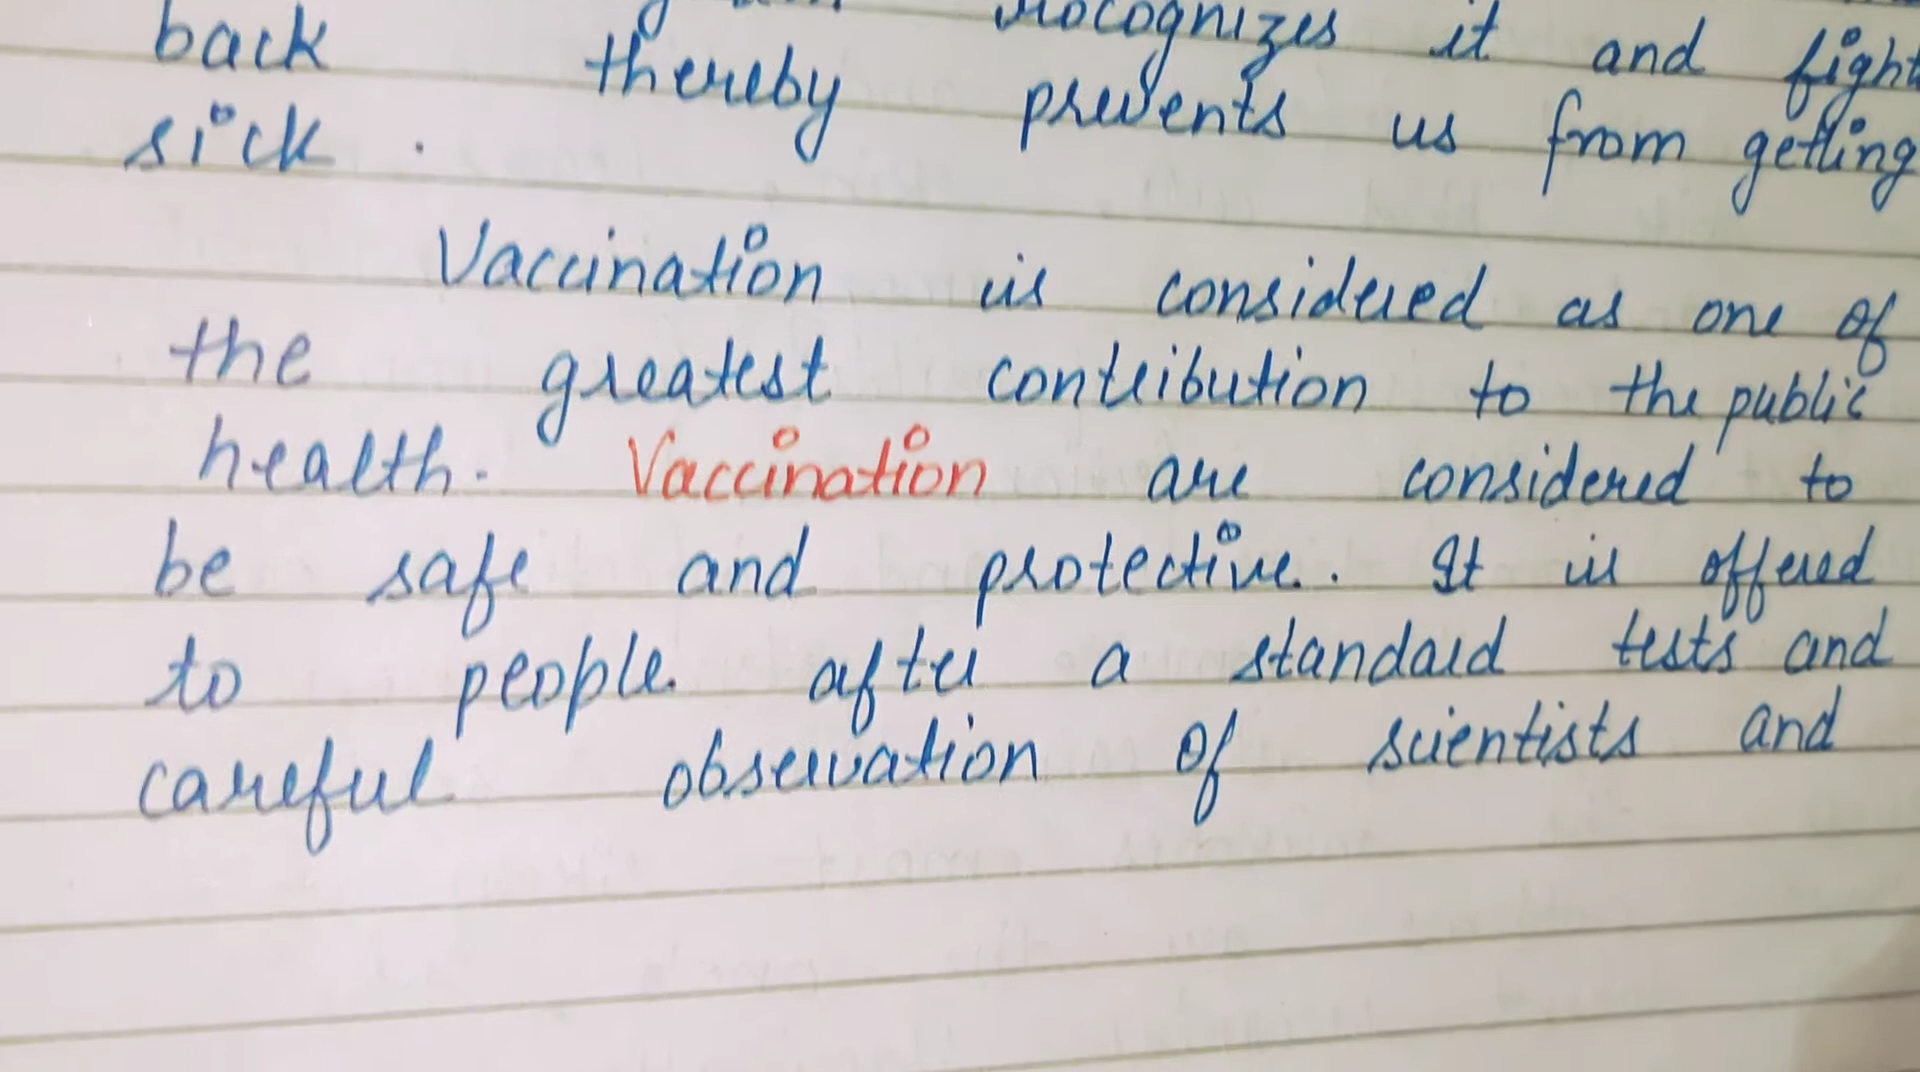 recognizes it and fight
back thereby prevents us from getting
sick .
Vaccination is considered as one of
the greatest contribution to the public
health. Vaccination are considered to
be safe and protective. It is offered
to people after a standard tests and
careful observation of scientists and